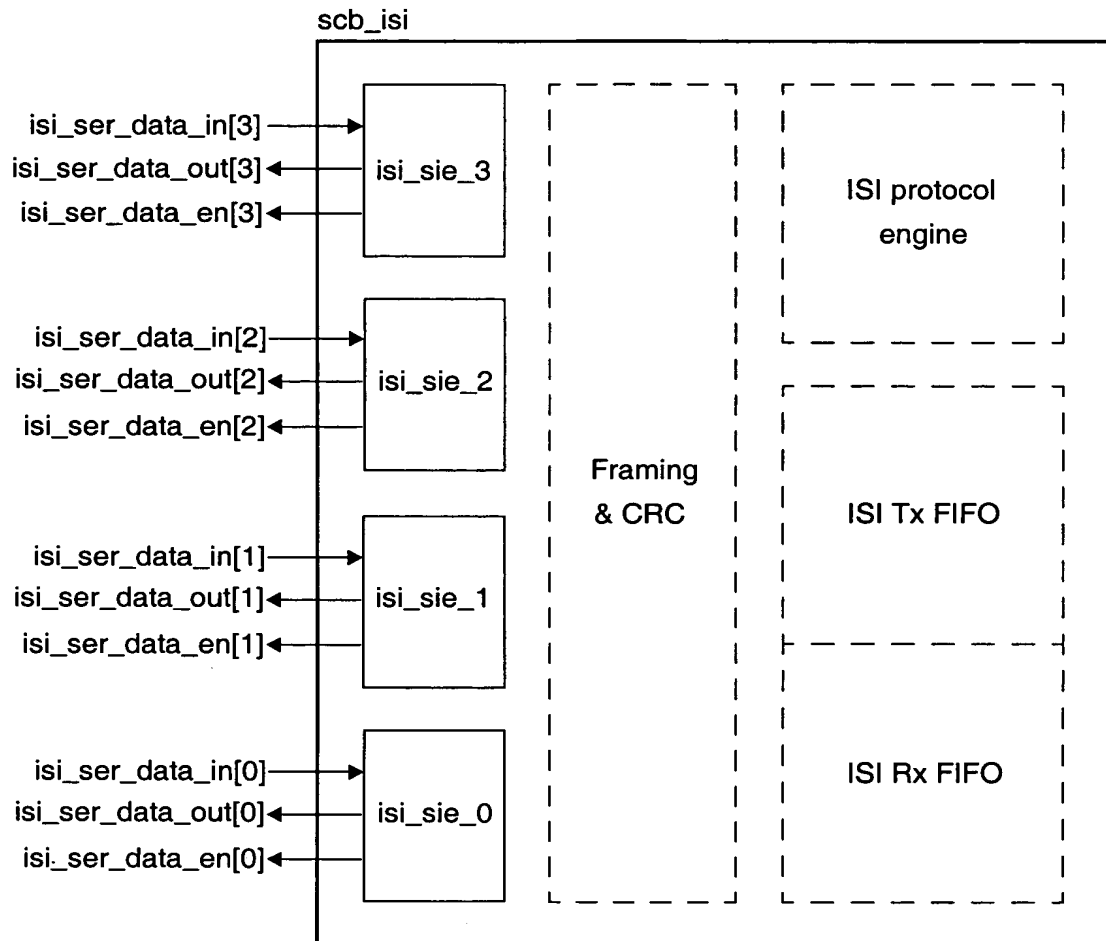 scb_isi
isi_ser_data_in[3]
isi_ser_data_out[3]
isi_ser_data_en[3]
isi_sie_3
isi_ser_data_in[2]
isi_ser_data_out[2]
isi_ser_data_en[2]
isi_sie_2
isi_ser_data_in[1]
isi_ser_data_out[1]
isi_ser_data_en[1]
isi_sie_1
isi_ser_data_in[0]
isi_ser_data_out[0]
isi_ser_data_en[0]
isi_sie_0
Framing
& CRC
ISI protocol
engine
ISI Tx FIFO
ISI Rx FIFO